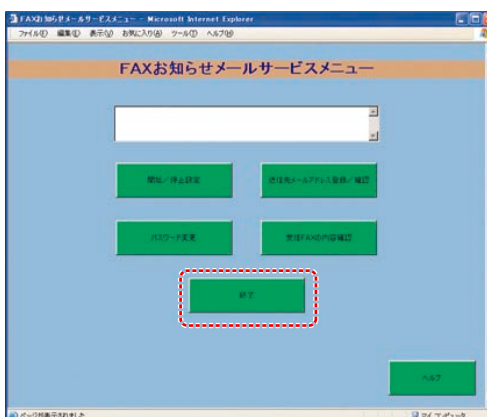 FAXお知らせメールサービスメニュー - Microsoft Internet Explorer
ファイル(F) 編集(E) 表示(V) お気に入り(A) ツール(T) ヘルプ(H)
FAXお知らせメールサービスメニュー
開始/停止設定 送信先メールアドレス登録/確認
パスワード変更 受信FAXの内容確認
終了
ヘルプ
ページが表示されました マイ コンピュータ